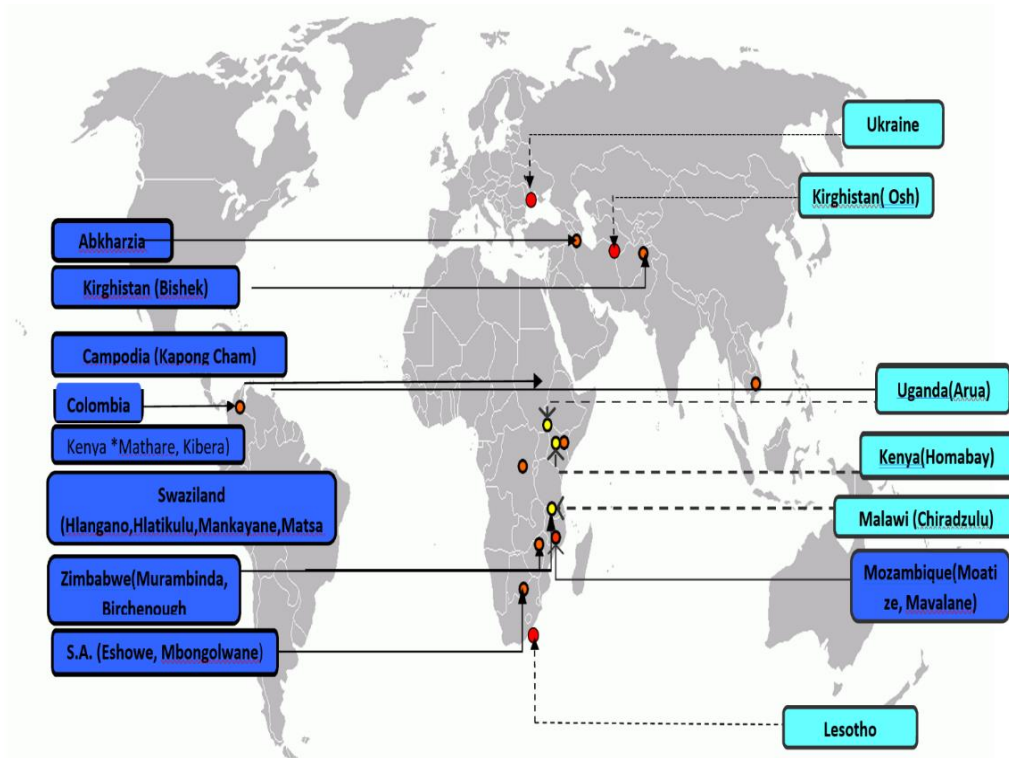 Ukraine
Kirghistan( Osh)
Abkharzia
Kirghistan (Bishek)
Campodia (Kapong Cham)
Uganda(Arua)
Colombia
Kenya *Mathare, Kibera)
Kenya(Homabay)
Swaziland
(Hlangano,Hlatikulu,Mankayane,Matsa
Malawi (Chiradzulu)
Zimbabwe(Murambinda,
Birchenough
Mozambique(Moati
ze, Mavalane)
S.A. (Eshowe, Mbongolwane)
Lesotho